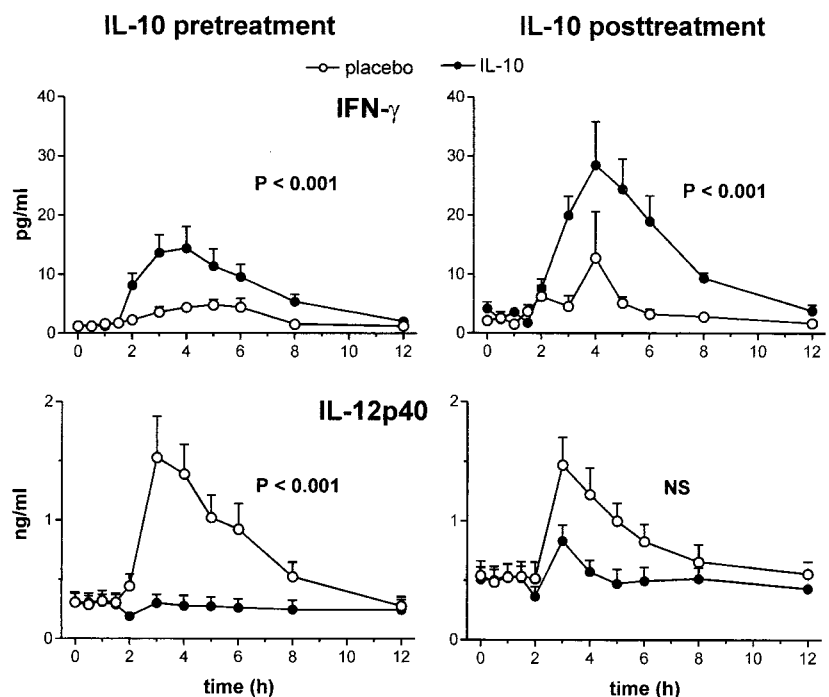 IL-10 pretreatment IL-10 posttreatment
placebo IL-10
IFN-γ
40
30
20
10
0
pg/ml
P < 0.001
0 2 4 6 8 10 12
40
30
20
10
0
P < 0.001
0 2 4 6 8 10 12
IL-12p40
2
1
0
ng/ml
P < 0.001
0 2 4 6 8 10 12
time (h)
2
1
0
NS
0 2 4 6 8 10 12
time (h)